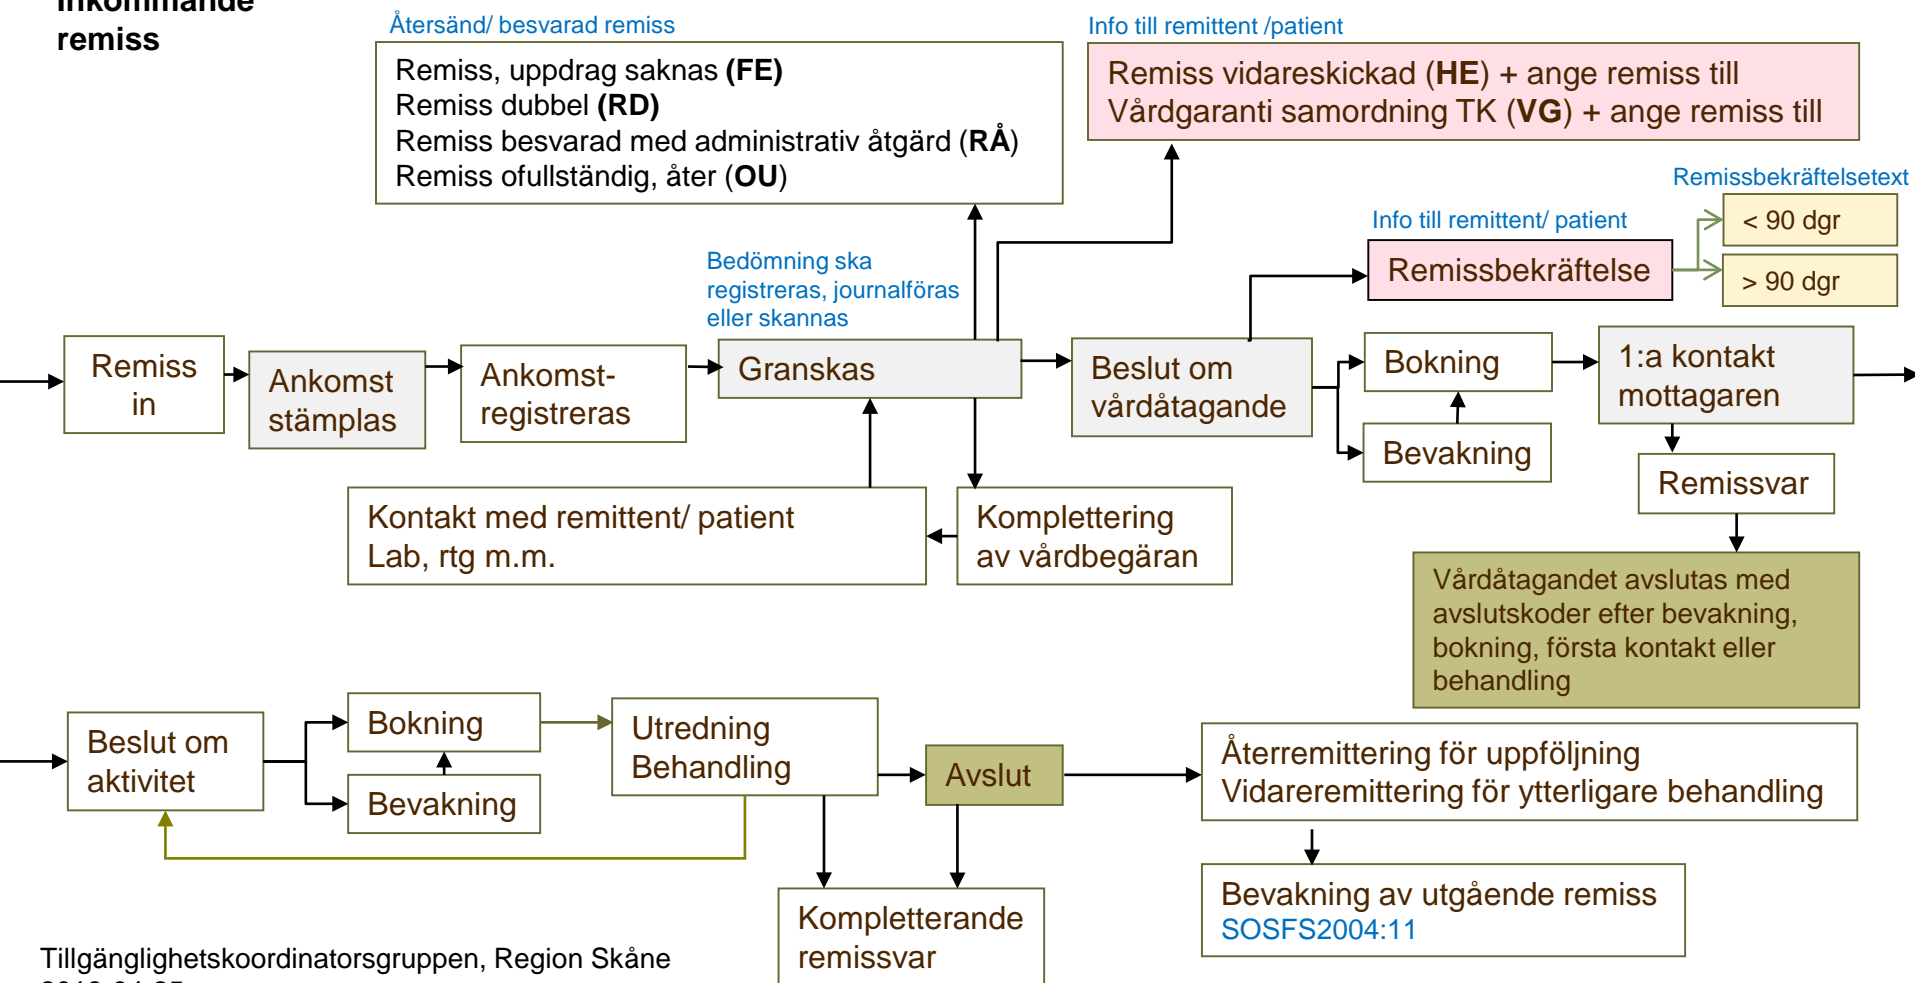 Inkommande
remiss
Återsänd/ besvarad remiss
Remiss, uppdrag saknas (FE)
Remiss dubbel (RD)
Remiss besvarad med administrativ åtgärd (RÅ)
Remiss ofullständig, åter (OU)
Info till remittent /patient
Remiss vidareskickad (HE) + ange remiss till
Vårdgaranti samordning TK (VG) + ange remiss till
Remissbekräftelsetext
< 90 dgr
> 90 dgr
Info till remittent/ patient
Remissbekräftelse
Bedömning ska
registreras, journalföras
eller skannas
Remiss
in
Ankomst
stämplas
Ankomst-
registreras
Granskas
Beslut om
vårdåtagande
Bokning
Bevakning
1:a kontakt
mottagaren
Remissvar
Kontakt med remittent/ patient
Lab, rtg m.m.
Komplettering
av vårdbegäran
Vårdåtagandet avslutas med
avslutskoder efter bevakning,
bokning, första kontakt eller
behandling
Beslut om
aktivitet
Bokning
Bevakning
Utredning
Behandling
Avslut
Återremittering för uppföljning
Vidareremittering för ytterligare behandling
Kompletterande
remissvar
Bevakning av utgående remiss
SOSFS2004:11
Tillgänglighetskoordinatorsgruppen, Region Skåne